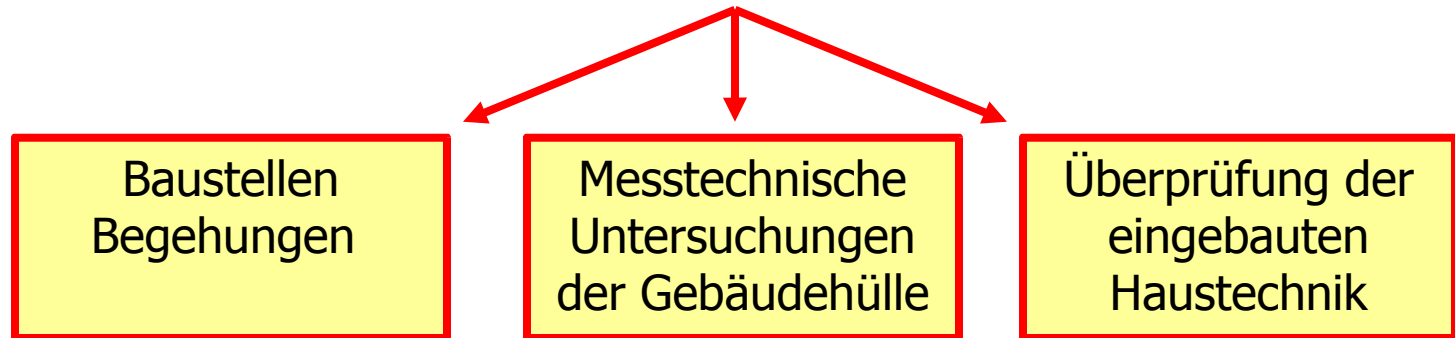 Baustellen
Begehungen
Messtechnische
Untersuchungen
der Gebäudehülle
Überprüfung der
eingebauten
Haustechnik